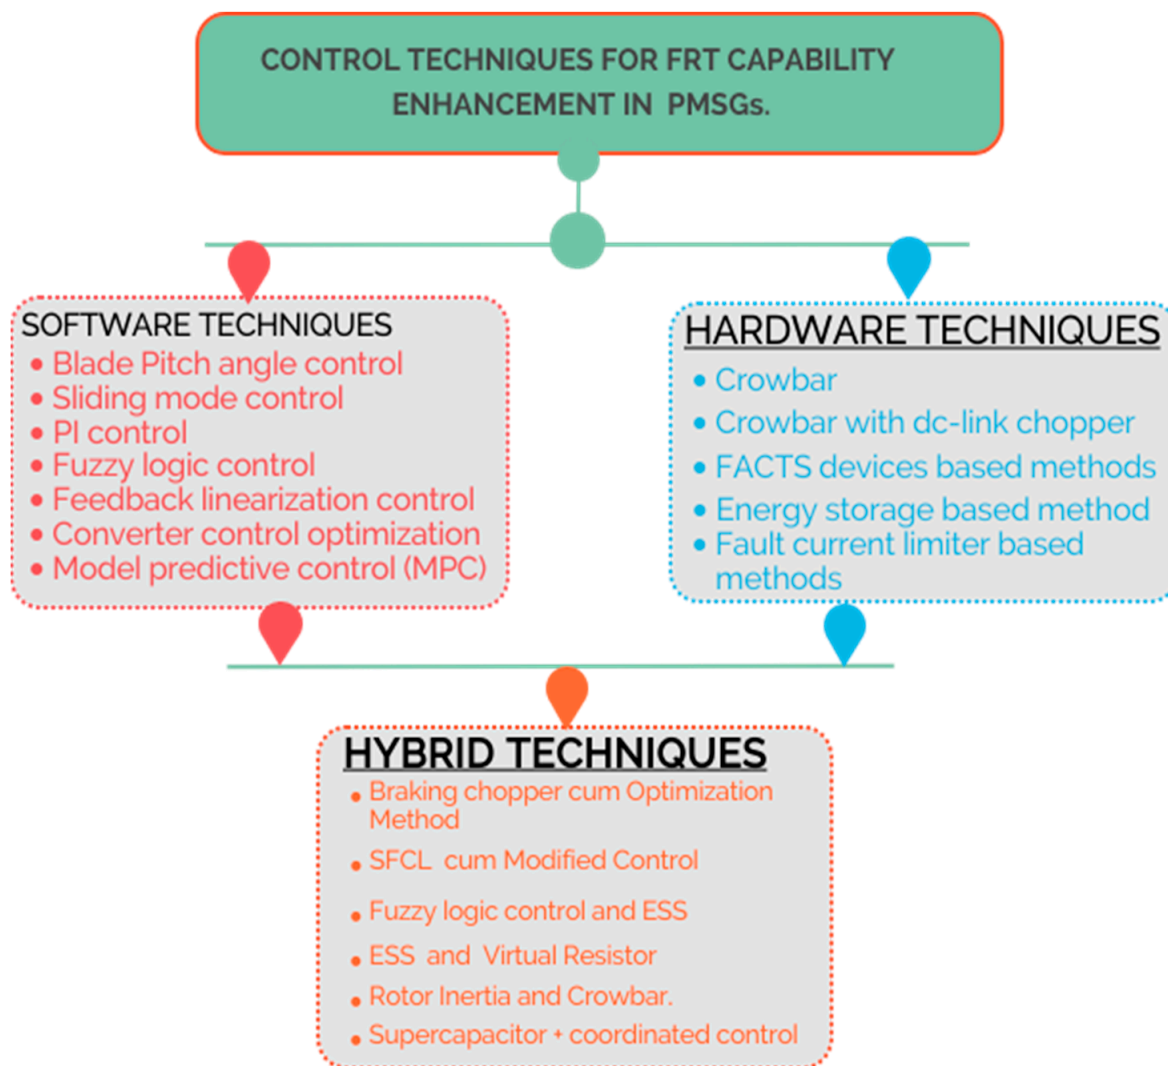 CONTROL TECHNIQUES FOR FRT CAPABILITY
ENHANCEMENT IN PMSGs.
SOFTWARE TECHNIQUES
• Blade Pitch angle control
• Sliding mode control
• PI control
• Fuzzy logic control
• Feedback linearization control
• Converter control optimization
• Model predictive control (MPC)
HARDWARE TECHNIQUES
• Crowbar
• Crowbar with dc-link chopper
• FACTS devices based methods
• Energy storage based method
• Fault current limiter based
methods
HYBRID TECHNIQUES
• Braking chopper cum Optimization
Method
• SFCL cum Modified Control
• Fuzzy logic control and ESS
• ESS and Virtual Resistor
• Rotor Inertia and Crowbar.
• Supercapacitor + coordinated control